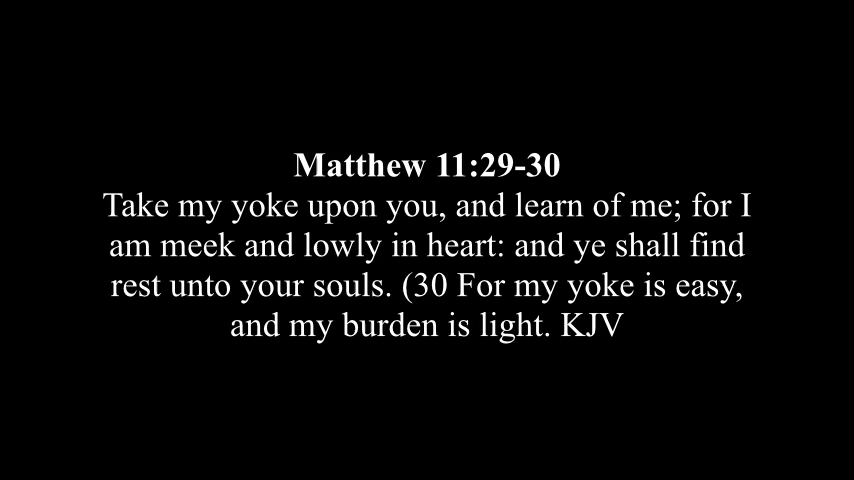 Matthew 11:29-30
Take my yoke upon you, and learn of me; for I
am meek and lowly in heart: and ye shall find
rest unto your souls. (30 For my yoke is easy,
and my burden is light. KJV